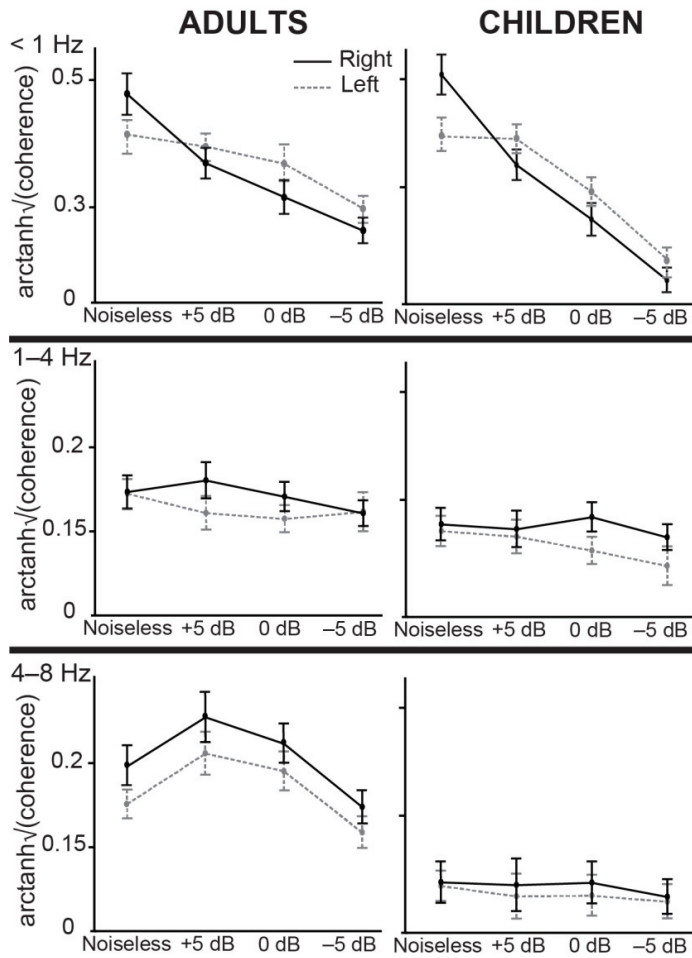 ADULTS CHILDREN
< 1 Hz
Right
Left
0.5
0.3
0
arctanh√(coherence)
Noiseless +5 dB 0 dB –5 dB Noiseless +5 dB 0 dB –5 dB
1–4 Hz
0.2
0.15
0
arctanh√(coherence)
Noiseless +5 dB 0 dB –5 dB Noiseless +5 dB 0 dB –5 dB
4–8 Hz
0.2
0.15
0
arctanh√(coherence)
Noiseless +5 dB 0 dB –5 dB Noiseless +5 dB 0 dB –5 dB